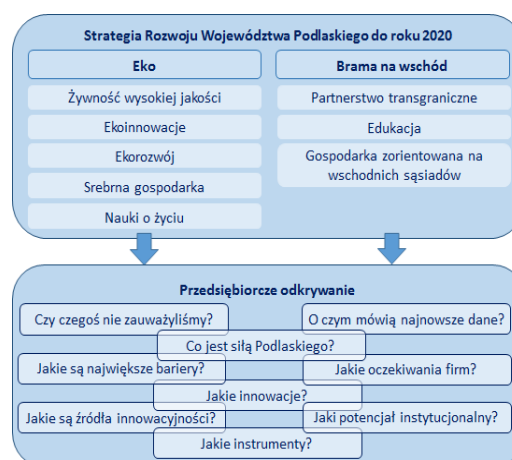 Strategia Rozwoju Województwa Podlaskiego do roku 2020
Eko
Żywność wysokiej jakości
Ekoinnowacje
Ekorozwój
Srebrna gospodarka
Nauki o życiu
Brama na wschód
Partnerstwo transgraniczne
Edukacja
Gospodarka zorientowana na
wschodnich sąsiadów
Przedsiębiorcze odkrywanie
Czy czegoś nie zauważyliśmy?
O czym mówią najnowsze dane?
Co jest siłą Podlaskiego?
Jakie są największe bariery?
Jakie oczekiwania firm?
Jakie innowacje?
Jakie są źródła innowacyjności?
Jaki potencjał instytucjonalny?
Jakie instrumenty?